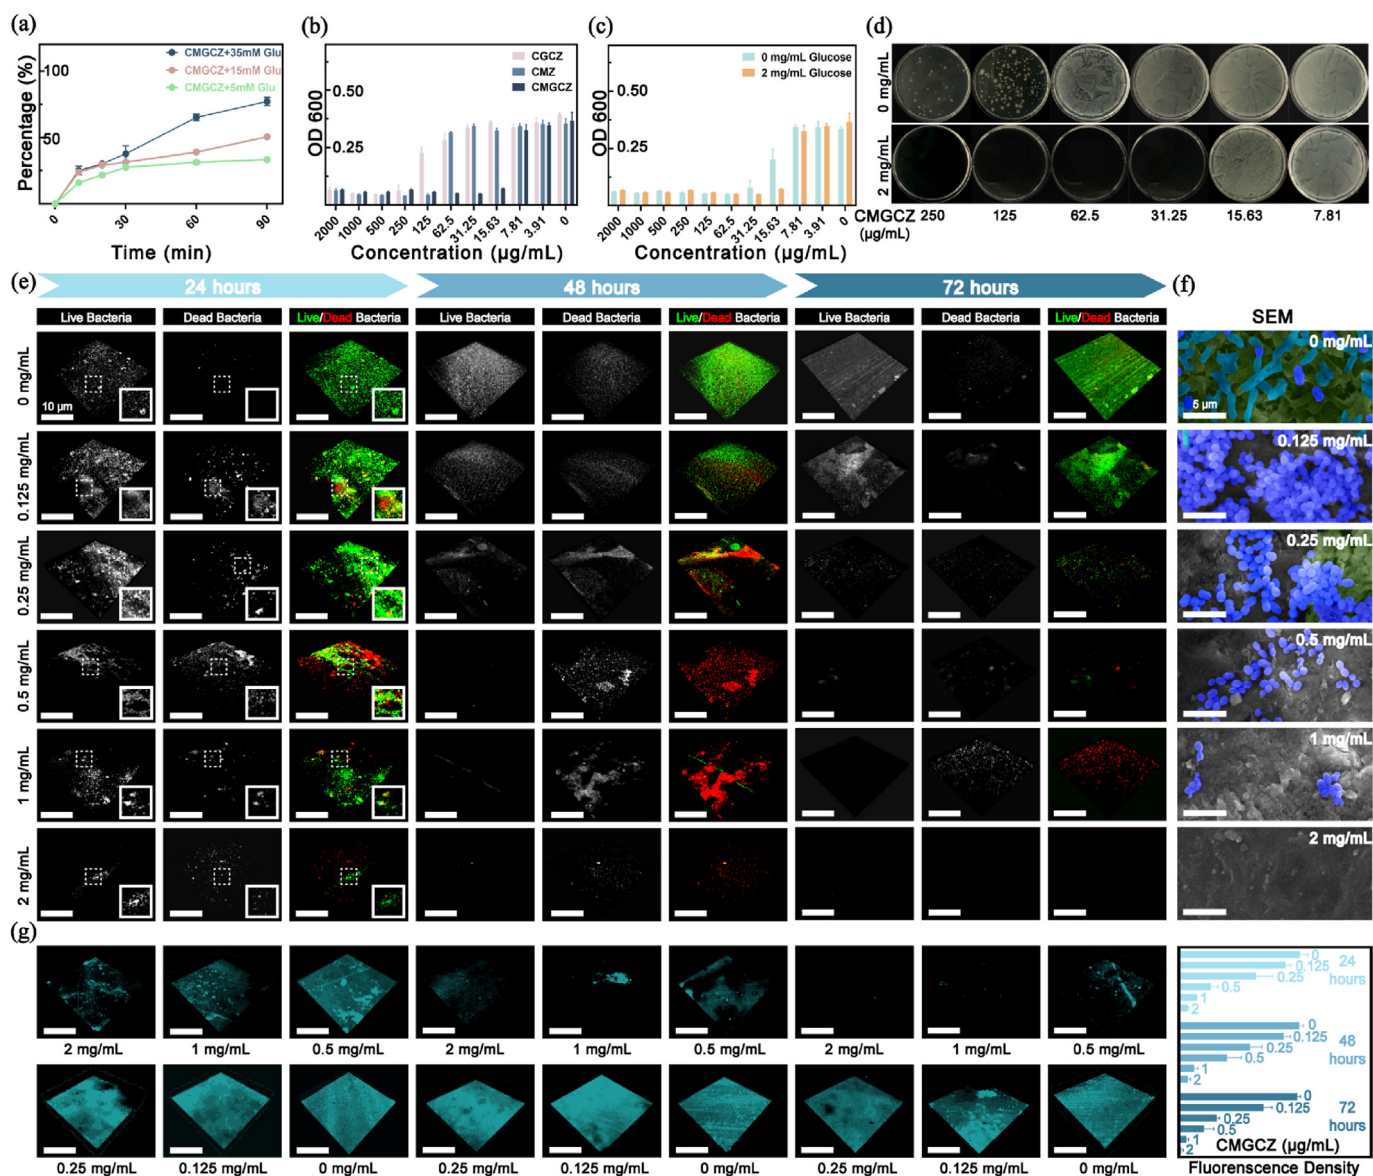 (a)
CMGCZ+35mM Glu
CMGCZ+15mM Glu
CMGCZ+5mM Glu
Percentage (%)
100
50
0 30 60 90
Time (min)
(b)
CGCZ
CMZ
CMGCZ
OD 600
0.50
0.25
2000 1000 500 250 125 62.5 31.25 15.63 7.81 3.91 0
Concentration (μg/mL)
(c)
0 mg/mL Glucose
2 mg/mL Glucose
OD 600
0.50
0.25
2000 1000 500 250 125 62.5 31.25 15.63 7.81 3.91 0
Concentration (μg/mL)
(d)
0 mg/mL
2 mg/mL
CMGCZ 250 125 62.5 31.25 15.63 7.81
(μg/mL)
(e)
24 hours 48 hours 72 hours
Live Bacteria Dead Bacteria Live/Dead Bacteria Live Bacteria Dead Bacteria Live/Dead Bacteria Live Bacteria Dead Bacteria Live/Dead Bacteria
0 mg/mL
10 μm
0.125 mg/mL
0.25 mg/mL
0.5 mg/mL
1 mg/mL
2 mg/mL
(f)
SEM
0 mg/mL
5 μm
0.125 mg/mL
0.25 mg/mL
0.5 mg/mL
1 mg/mL
2 mg/mL
(g)
2 mg/mL 1 mg/mL 0.5 mg/mL 2 mg/mL 1 mg/mL 0.5 mg/mL 2 mg/mL 1 mg/mL 0.5 mg/mL
0.25 mg/mL 0.125 mg/mL 0 mg/mL 0.25 mg/mL 0.125 mg/mL 0 mg/mL 0.25 mg/mL 0.125 mg/mL 0 mg/mL
0
0.125
0.25
0.5
1
2
24
hours
0
0.125
0.25
0.5
1
2
48
hours
0
0.125
0.25
0.5
1
2
72
hours
CMGCZ (μg/mL)
Fluorenscence Density